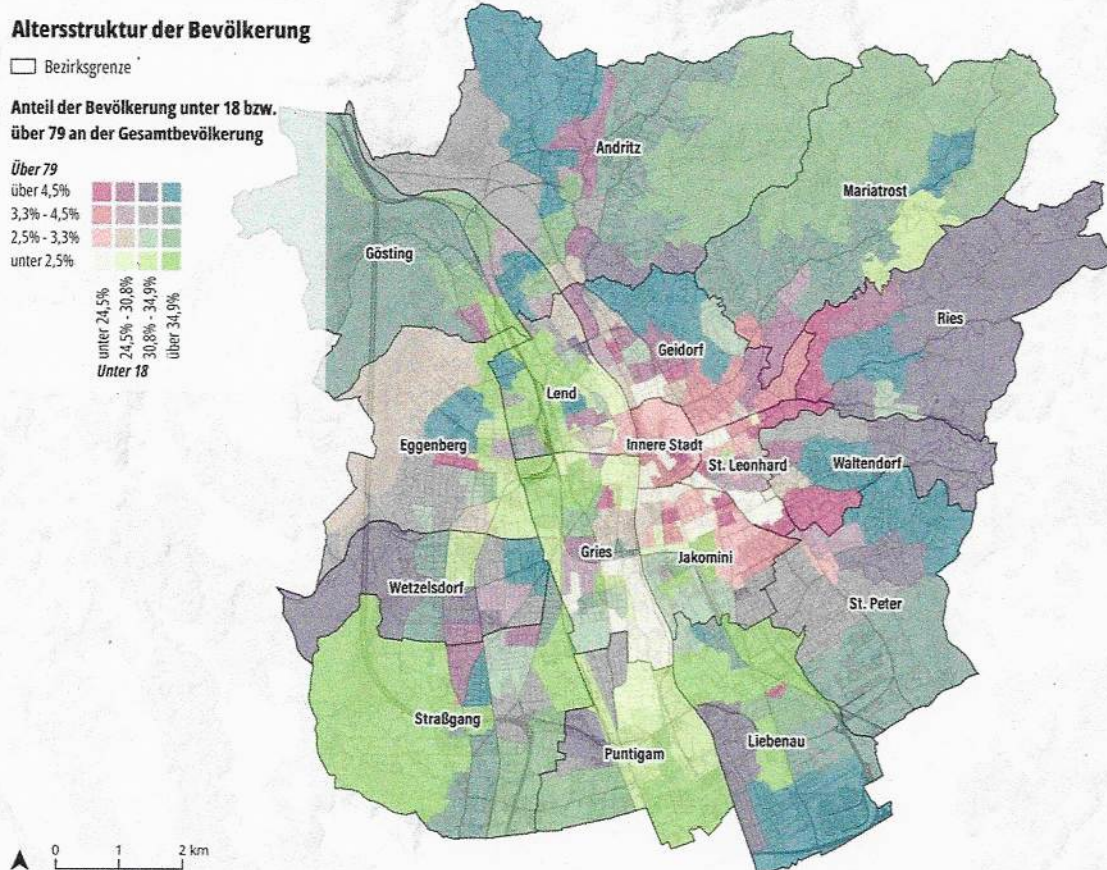 Altersstruktur der Bevölkerung
Bezirksgrenze
Anteil der Bevölkerung unter 18 bzw.
über 79 an der Gesamtbevölkerung
Über 79
über 4,5%
3,3% - 4,5%
2,5% - 3,3%
unter 2,5%
unter 24,5%
24,5% - 30,8%
30,8% - 34,9%
über 34,9%
Unter 18
Andritz
Mariatrost
Gösting
Ries
Geidorf
Lend
Eggenberg
Innere Stadt
St. Leonhard
Waltendorf
Gries
Jakomini
Wetzelsdorf
St. Peter
Straßgang
Puntigam
Liebenau
0 1 2 km